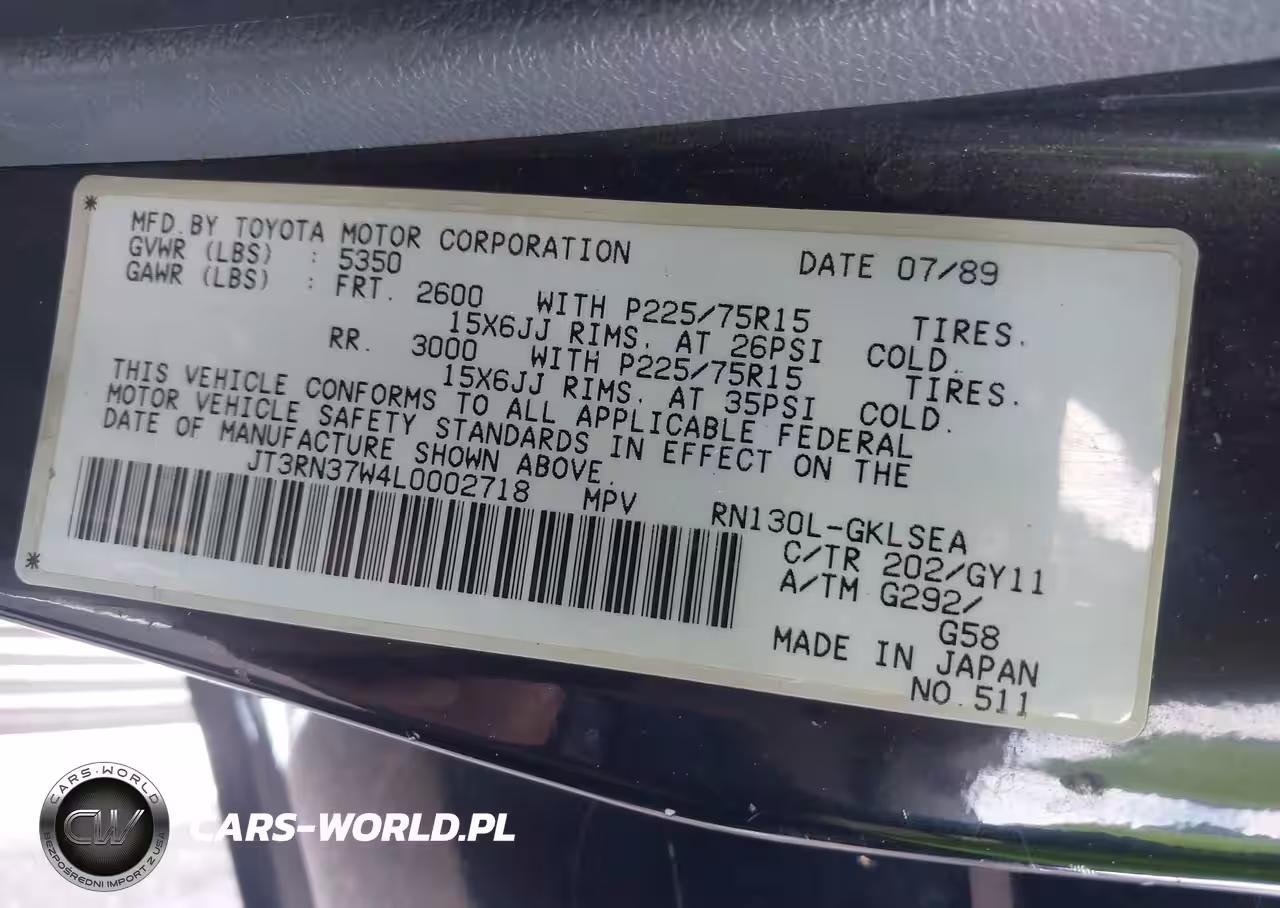 * MFD.BY TOYOTA MOTOR CORPORATION DATE 07/89
GVWR (LBS) : 5350
GAWR (LBS) : FRT. 2600 WITH P225/75R15 TIRES.
15X6JJ RIMS, AT 26PSI COLD.
RR. 3000 WITH P225/75R15 TIRES.
15X6JJ RIMS, AT 35PSI COLD.
THIS VEHICLE CONFORMS TO ALL APPLICABLE FEDERAL
MOTOR VEHICLE SAFETY STANDARDS IN EFFECT ON THE
DATE OF MANUFACTURE SHOWN ABOVE.
JT3RN37W4L0002718 MPV RN130L-GKLSEA
C/TR 202/GY11
* A/TM G292/
G58
MADE IN JAPAN
NO.511
CARS·WORLD
CW
BEZPOŚREDNI IMPORT Z USA
CARS-WORLD.PL